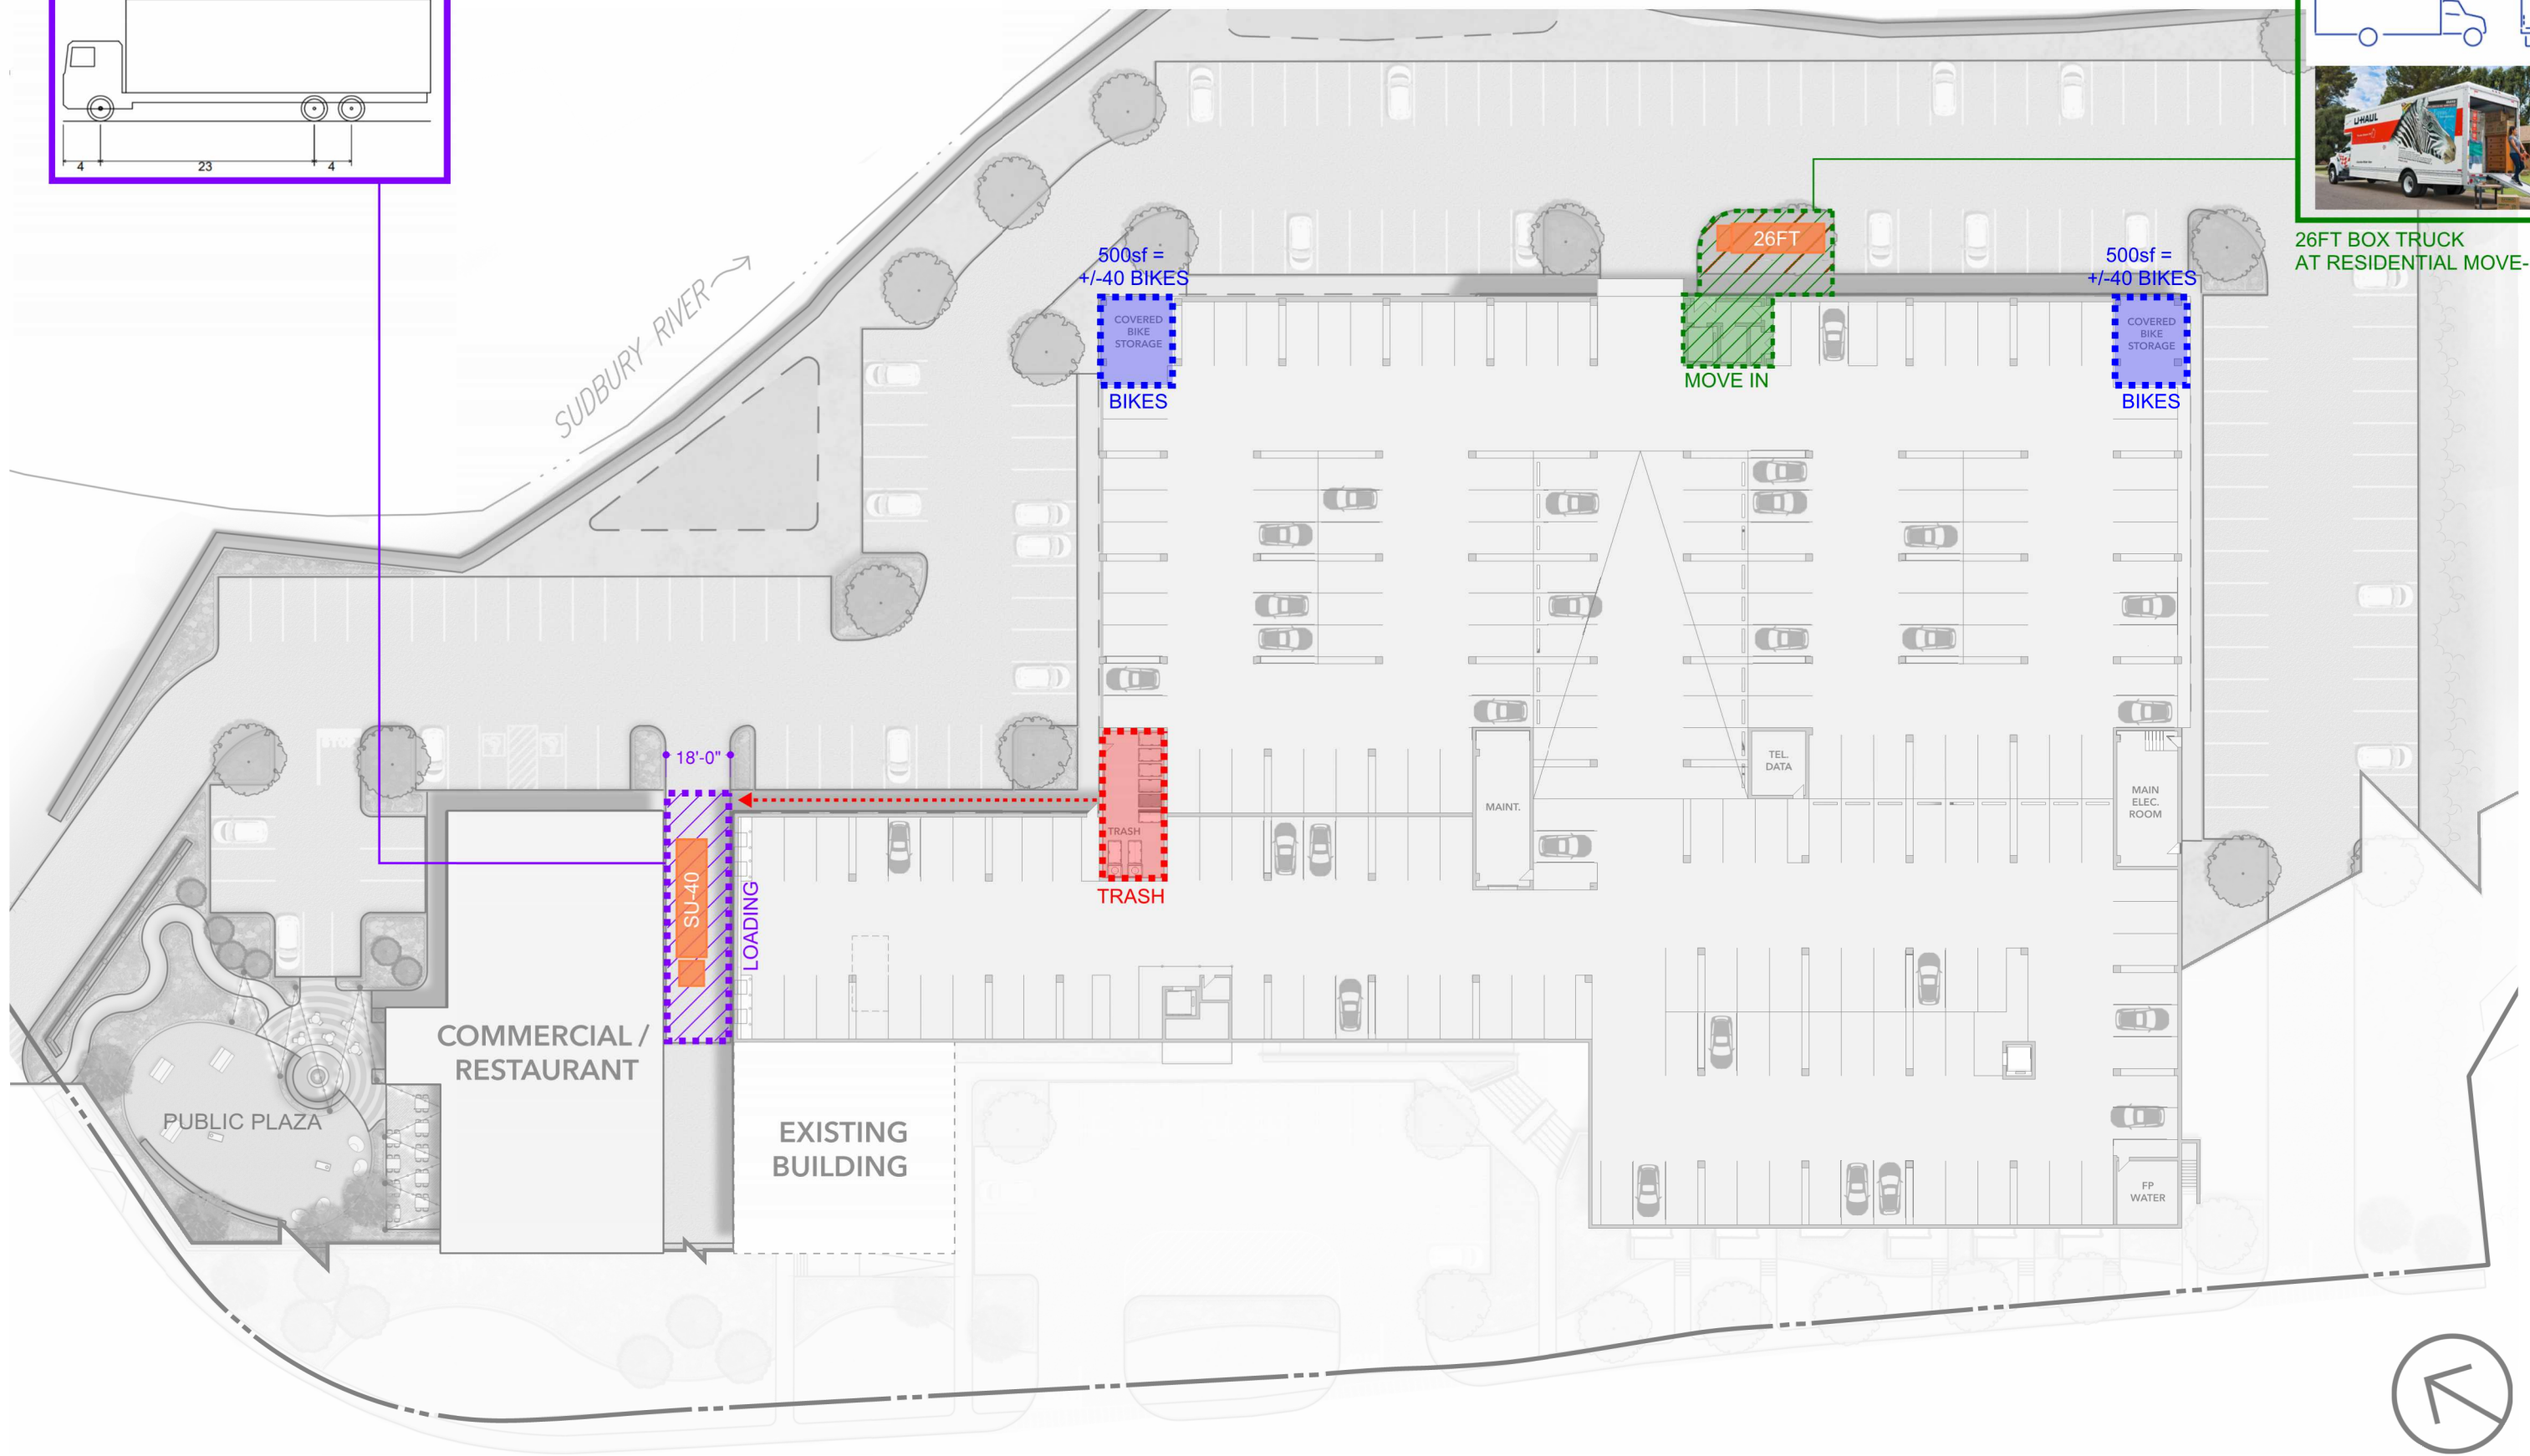 4
23
4
U-HAUL
26FT BOX TRUCK
AT RESIDENTIAL MOVE-
SUDBURY RIVER
500sf =
+/-40 BIKES
COVERED
BIKE
STORAGE
BIKES
26FT
MOVE IN
500sf =
+/-40 BIKES
COVERED
BIKE
STORAGE
BIKES
STOP
18'-0"
SU-40
LOADING
TRASH
TRASH
MAINT.
TEL.
DATA
MAIN
ELEC.
ROOM
COMMERCIAL /
RESTAURANT
PUBLIC PLAZA
EXISTING
BUILDING
FP
WATER